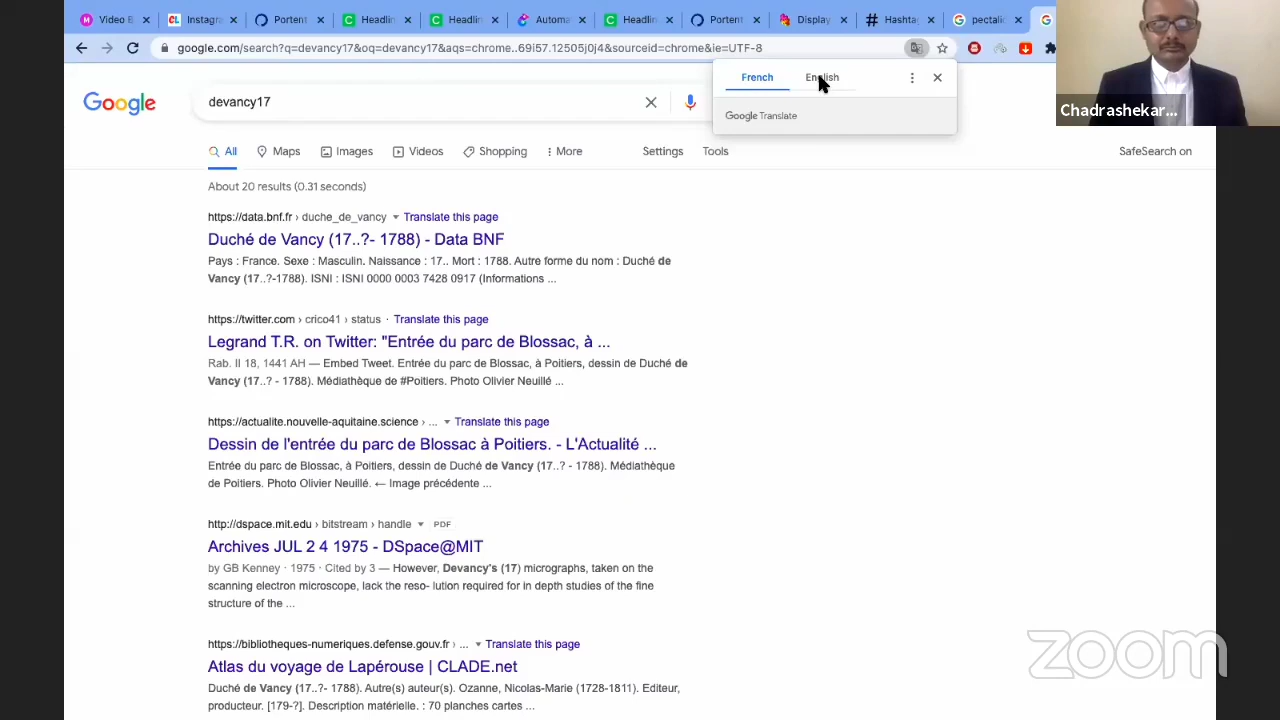 Video B
Instagra
Portent
Headlin
Headlin
Automat
Headlin
Portent
Display
Hashta
pectali
google.com/search?q=devancy17&oq=devancy17&aqs=chrome..69i57.12505j0j4&sourceid=chrome&ie=UTF-8
French English
Google Translate
Chadrashekar...
Google devancy17
All Maps Images Videos Shopping More Settings Tools SafeSearch on
About 20 results (0.31 seconds)
https://data.bnf.fr › duche_de_vancy Translate this page
Duché de Vancy (17..?- 1788) - Data BNF
Pays : France. Sexe : Masculin. Naissance : 17.. Mort : 1788. Autre forme du nom : Duché de
Vancy (17..?-1788). ISNI : ISNI 0000 0003 7428 0917 (Informations ...
https://twitter.com › crico41 › status · Translate this page
Legrand T.R. on Twitter: "Entrée du parc de Blossac, à ...
Rab. II 18, 1441 AH — Embed Tweet. Entrée du parc de Blossac, à Poitiers, dessin de Duché de
Vancy (17..? - 1788). Médiathèque de #Poitiers. Photo Olivier Neuillé ...
https://actualite.nouvelle-aquitaine.science › ... Translate this page
Dessin de l'entrée du parc de Blossac à Poitiers. - L'Actualité ...
Entrée du parc de Blossac, à Poitiers, dessin de Duché de Vancy (17..? - 1788). Médiathèque
de Poitiers. Photo Olivier Neuillé. ← Image précédente ...
http://dspace.mit.edu › bitstream › handle PDF
Archives JUL 2 4 1975 - DSpace@MIT
by GB Kenney · 1975 · Cited by 3 — However, Devancy's (17) micrographs, taken on the
scanning electron microscope, lack the reso- lution required for in depth studies of the fine
structure of the ...
https://bibliotheques-numeriques.defense.gouv.fr › ... Translate this page
Atlas du voyage de Lapérouse | CLADE.net
Duché de Vancy (17..?- 1788). Autre(s) auteur(s). Ozanne, Nicolas-Marie (1728-1811). Editeur,
producteur. [179-?]. Description matérielle. : 70 planches cartes ...
zoom